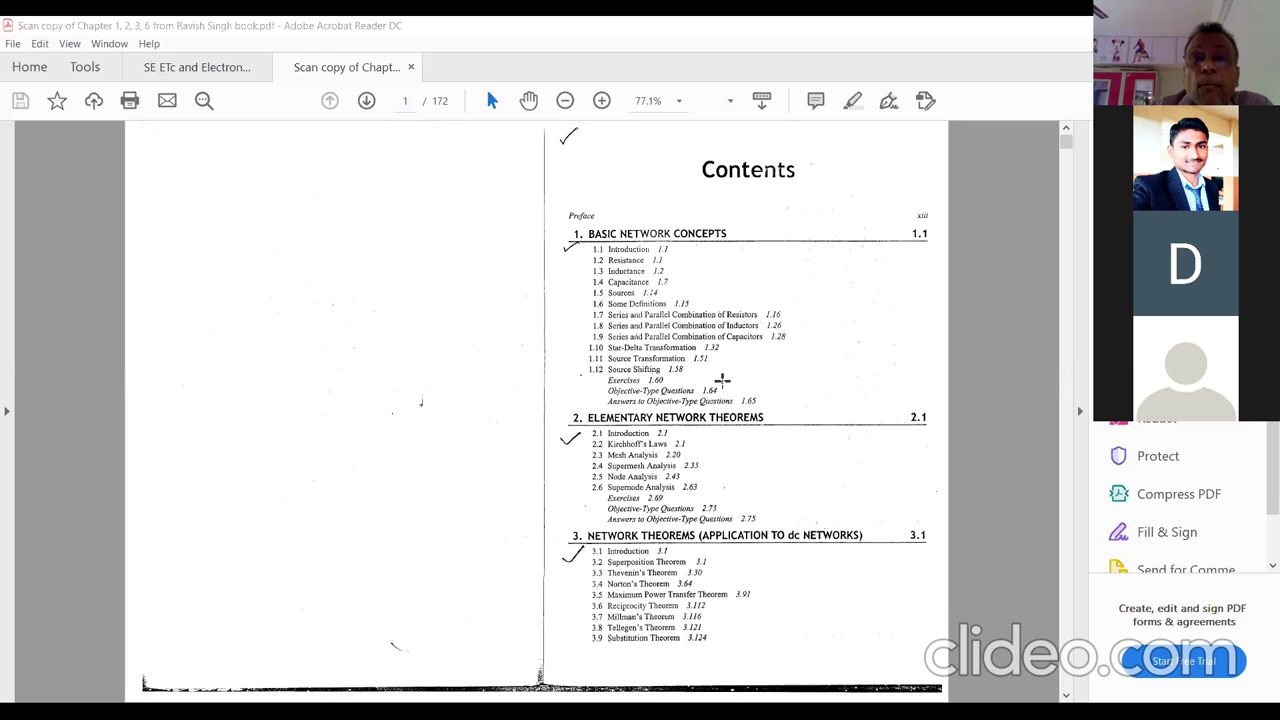 Scan copy of Chapter 1, 2, 3, 6 from Ravish Singh book.pdf - Adobe Acrobat Reader DC
File Edit View Window Help
Home Tools SE ETc and Electron... Scan copy of Chapt... ×
1 / 172 77.1%
Contents
Preface xiii
1. BASIC NETWORK CONCEPTS 1.1
1.1 Introduction 1.1
1.2 Resistance 1.1
1.3 Inductance 1.2
1.4 Capacitance 1.7
1.5 Sources 1.14
1.6 Some Definitions 1.15
1.7 Series and Parallel Combination of Resistors 1.16
1.8 Series and Parallel Combination of Inductors 1.26
1.9 Series and Parallel Combination of Capacitors 1.28
1.10 Star-Delta Transformation 1.32
1.11 Source Transformation 1.51
1.12 Source Shifting 1.58
Exercises 1.60
Objective-Type Questions 1.64
Answers to Objective-Type Questions 1.65
2. ELEMENTARY NETWORK THEOREMS 2.1
2.1 Introduction 2.1
2.2 Kirchhoff's Laws 2.1
2.3 Mesh Analysis 2.20
2.4 Supermesh Analysis 2.35
2.5 Node Analysis 2.43
2.6 Supernode Analysis 2.63
Exercises 2.69
Objective-Type Questions 2.73
Answers to Objective-Type Questions 2.75
3. NETWORK THEOREMS (APPLICATION TO dc NETWORKS) 3.1
3.1 Introduction 3.1
3.2 Superposition Theorem 3.1
3.3 Thevenin's Theorem 3.30
3.4 Norton's Theorem 3.64
3.5 Maximum Power Transfer Theorem 3.91
3.6 Reciprocity Theorem 3.112
3.7 Millman's Theorem 3.116
3.8 Tellegen's Theorem 3.121
3.9 Substitution Theorem 3.124
D
Protect
Compress PDF
Fill & Sign
Send for Comme
Create, edit and sign PDF
forms & agreements
Start Free Trial
clideo.com